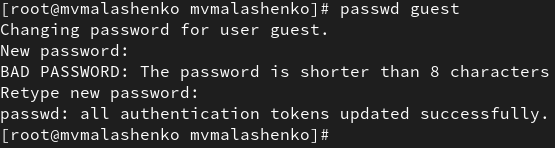 [root@mvmalashenko mvmalashenko]# passwd guest
Changing password for user guest.
New password:
BAD PASSWORD: The password is shorter than 8 characters
Retype new password:
passwd: all authentication tokens updated successfully.
[root@mvmalashenko mvmalashenko]#